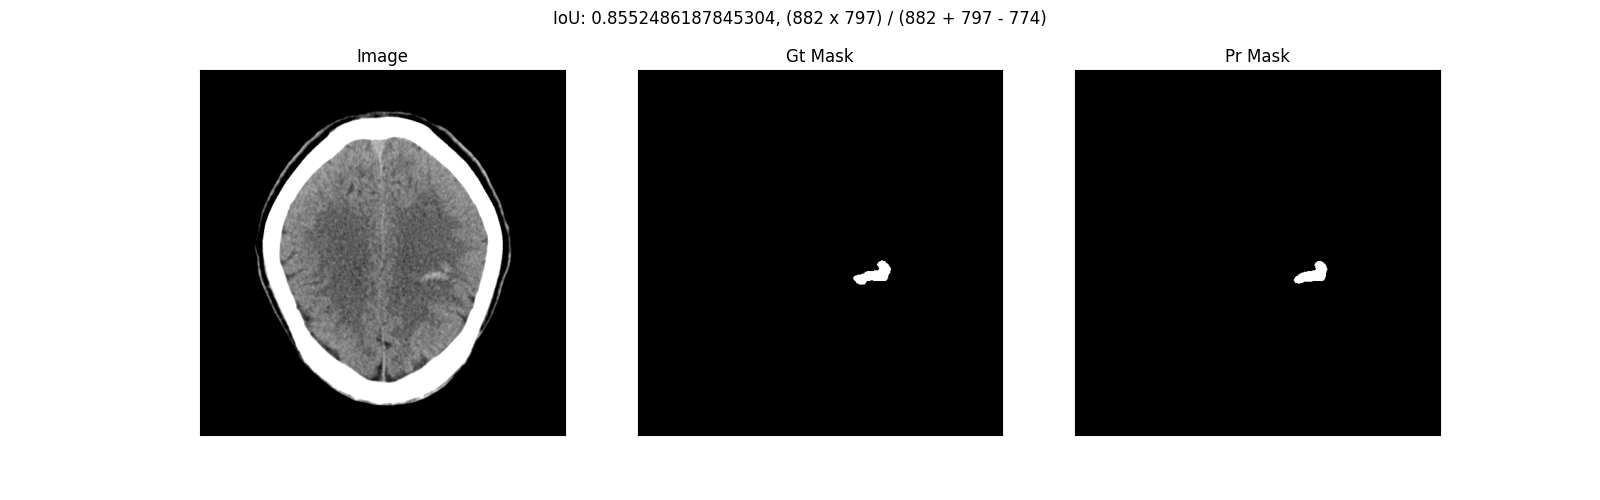 IoU: 0.8552486187845304, (882 x 797) / (882 + 797 - 774)
Image
Gt Mask
Pr Mask